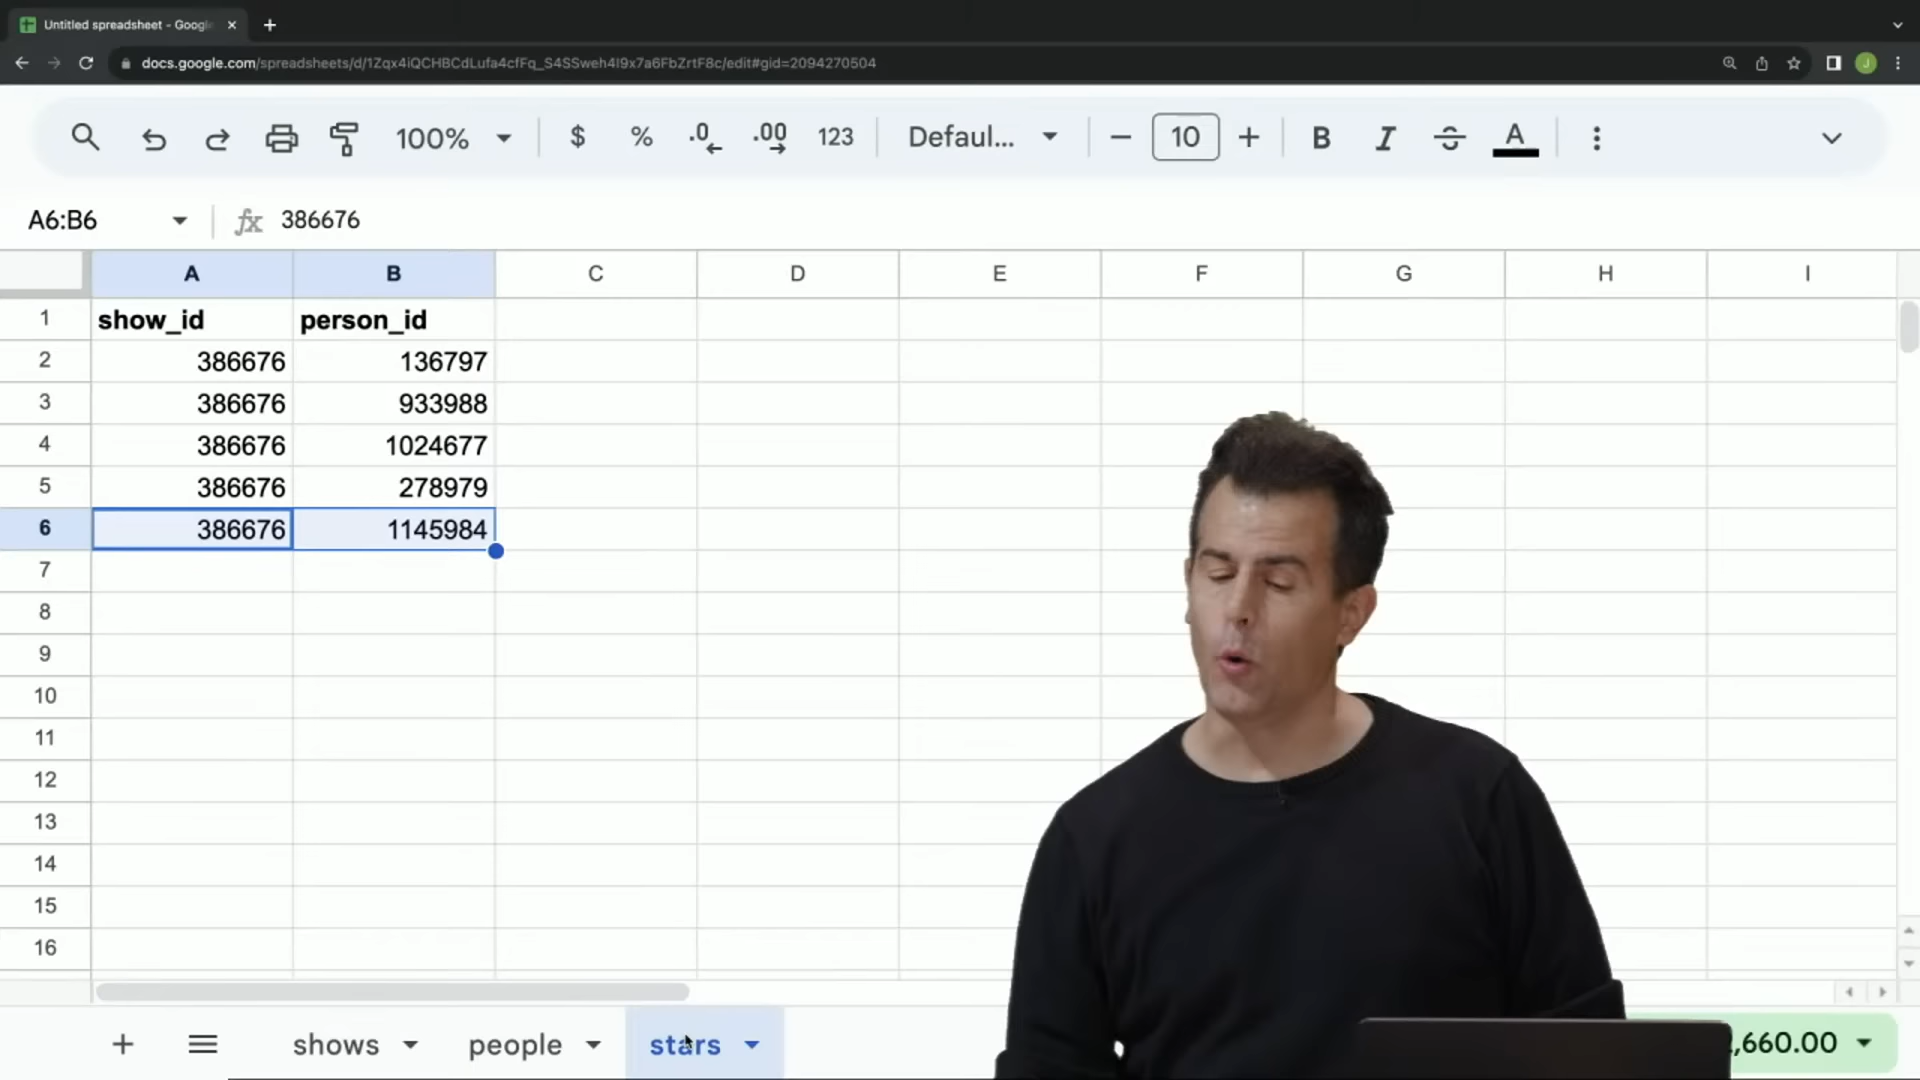 Untitled spreadsheet - Googl
docs.google.com/spreadsheets/d/1Zqx4iQCHBCdLufa4cfFq_S4SSweh4I9x7a6FbZrtF8c/edit#gid=2094270504
J
100%
$ % .0 .00 123
Defaul...
10
B I S A
A6:B6
fx 386676
A B C D E F G H I
1 show_id person_id
2 386676 136797
3 386676 933988
4 386676 1024677
5 386676 278979
6 386676 1145984
7
8
9
10
11
12
13
14
15
16
shows people stars
,660.00